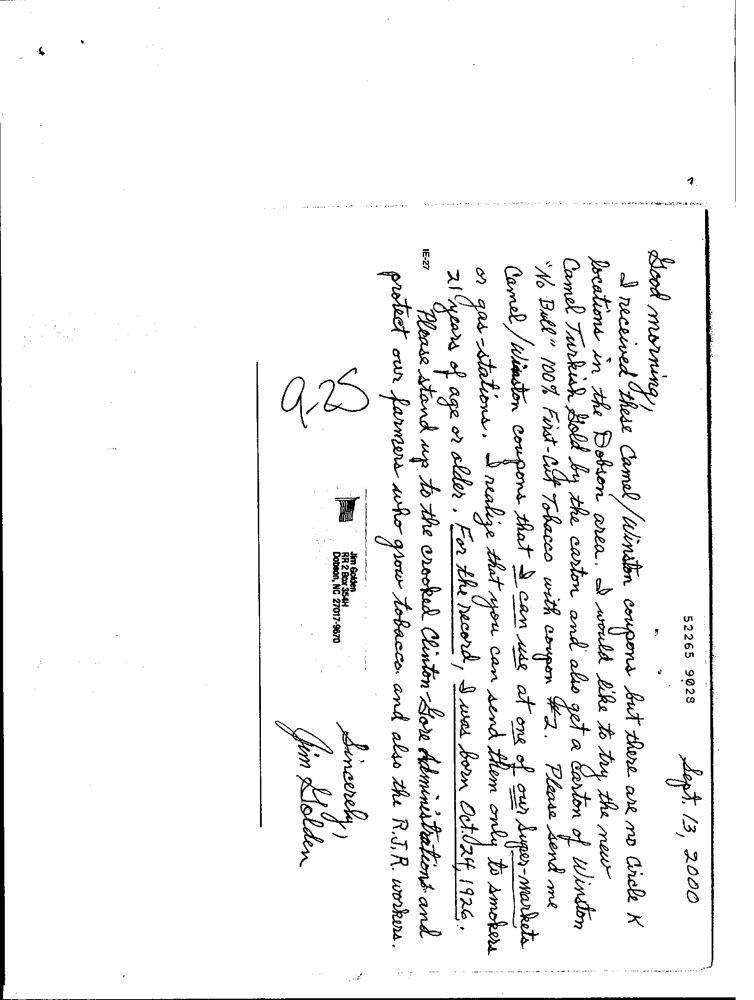 52265 9028
Sept. 13, 2000
Good morning,
I received these Camel/Winston coupons but there are no Circle K
locations in the Dobson area. I would like to try the new
Camel Turkish Gold by the carton and also get a Carton of Winston
"No Bull" 100% First-Cut Tobacco with coupon #2. Please send me
Camel/Winston coupons that I can use at one of our Super-Markets
or gas-stations. I realize that you can send them only to smokers
21 years of age or older. For the record, I was born Oct. 24, 1926.
IE-27
Please stand up to the crooked Clinton-Gore Administrations and
protect our farmers who grow tobacco and also the R.J.R. workers.
Sincerely,
Jim Golden
Jim Golden
RR 2 Box 354H
Dobson, NC 27017-9670
9-25